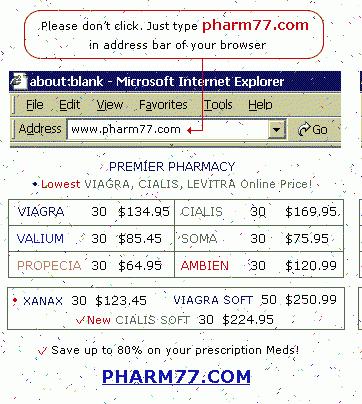 Please don't click. Just type pharm77.com
in address bar of your browser
about:blank - Microsoft Internet Explorer
File Edit View Favorites Tools Help
Address www.pharm77.com Go
PREMIER PHARMACY
Lowest VIAGRA, CIALIS, LEVITRA Online Price!
VIAGRA 30 $134.95 CIALIS 30 $169.95
VALIUM 30 $85.45 SOMA 30 $75.95
PROPECIA 30 $64.95 AMBIEN 30 $120.99
XANAX 30 $123.45 VIAGRA SOFT 50 $250.99
New CIALIS SOFT 30 $224.95
Save up to 80% on your prescription Meds!
PHARM77.COM